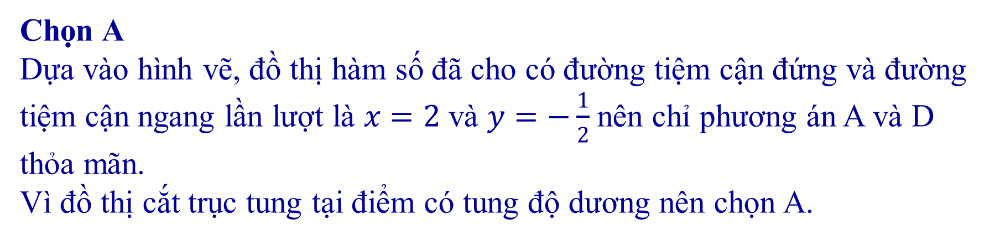 Chọn A
Dựa vào hình vẽ, đồ thị hàm số đã cho có đường tiệm cận đứng và đường
tiệm cận ngang lần lượt là x = 2 và y = −1/2 nên chỉ phương án A và D
thỏa mãn.
Vì đồ thị cắt trục tung tại điểm có tung độ dương nên chọn A.